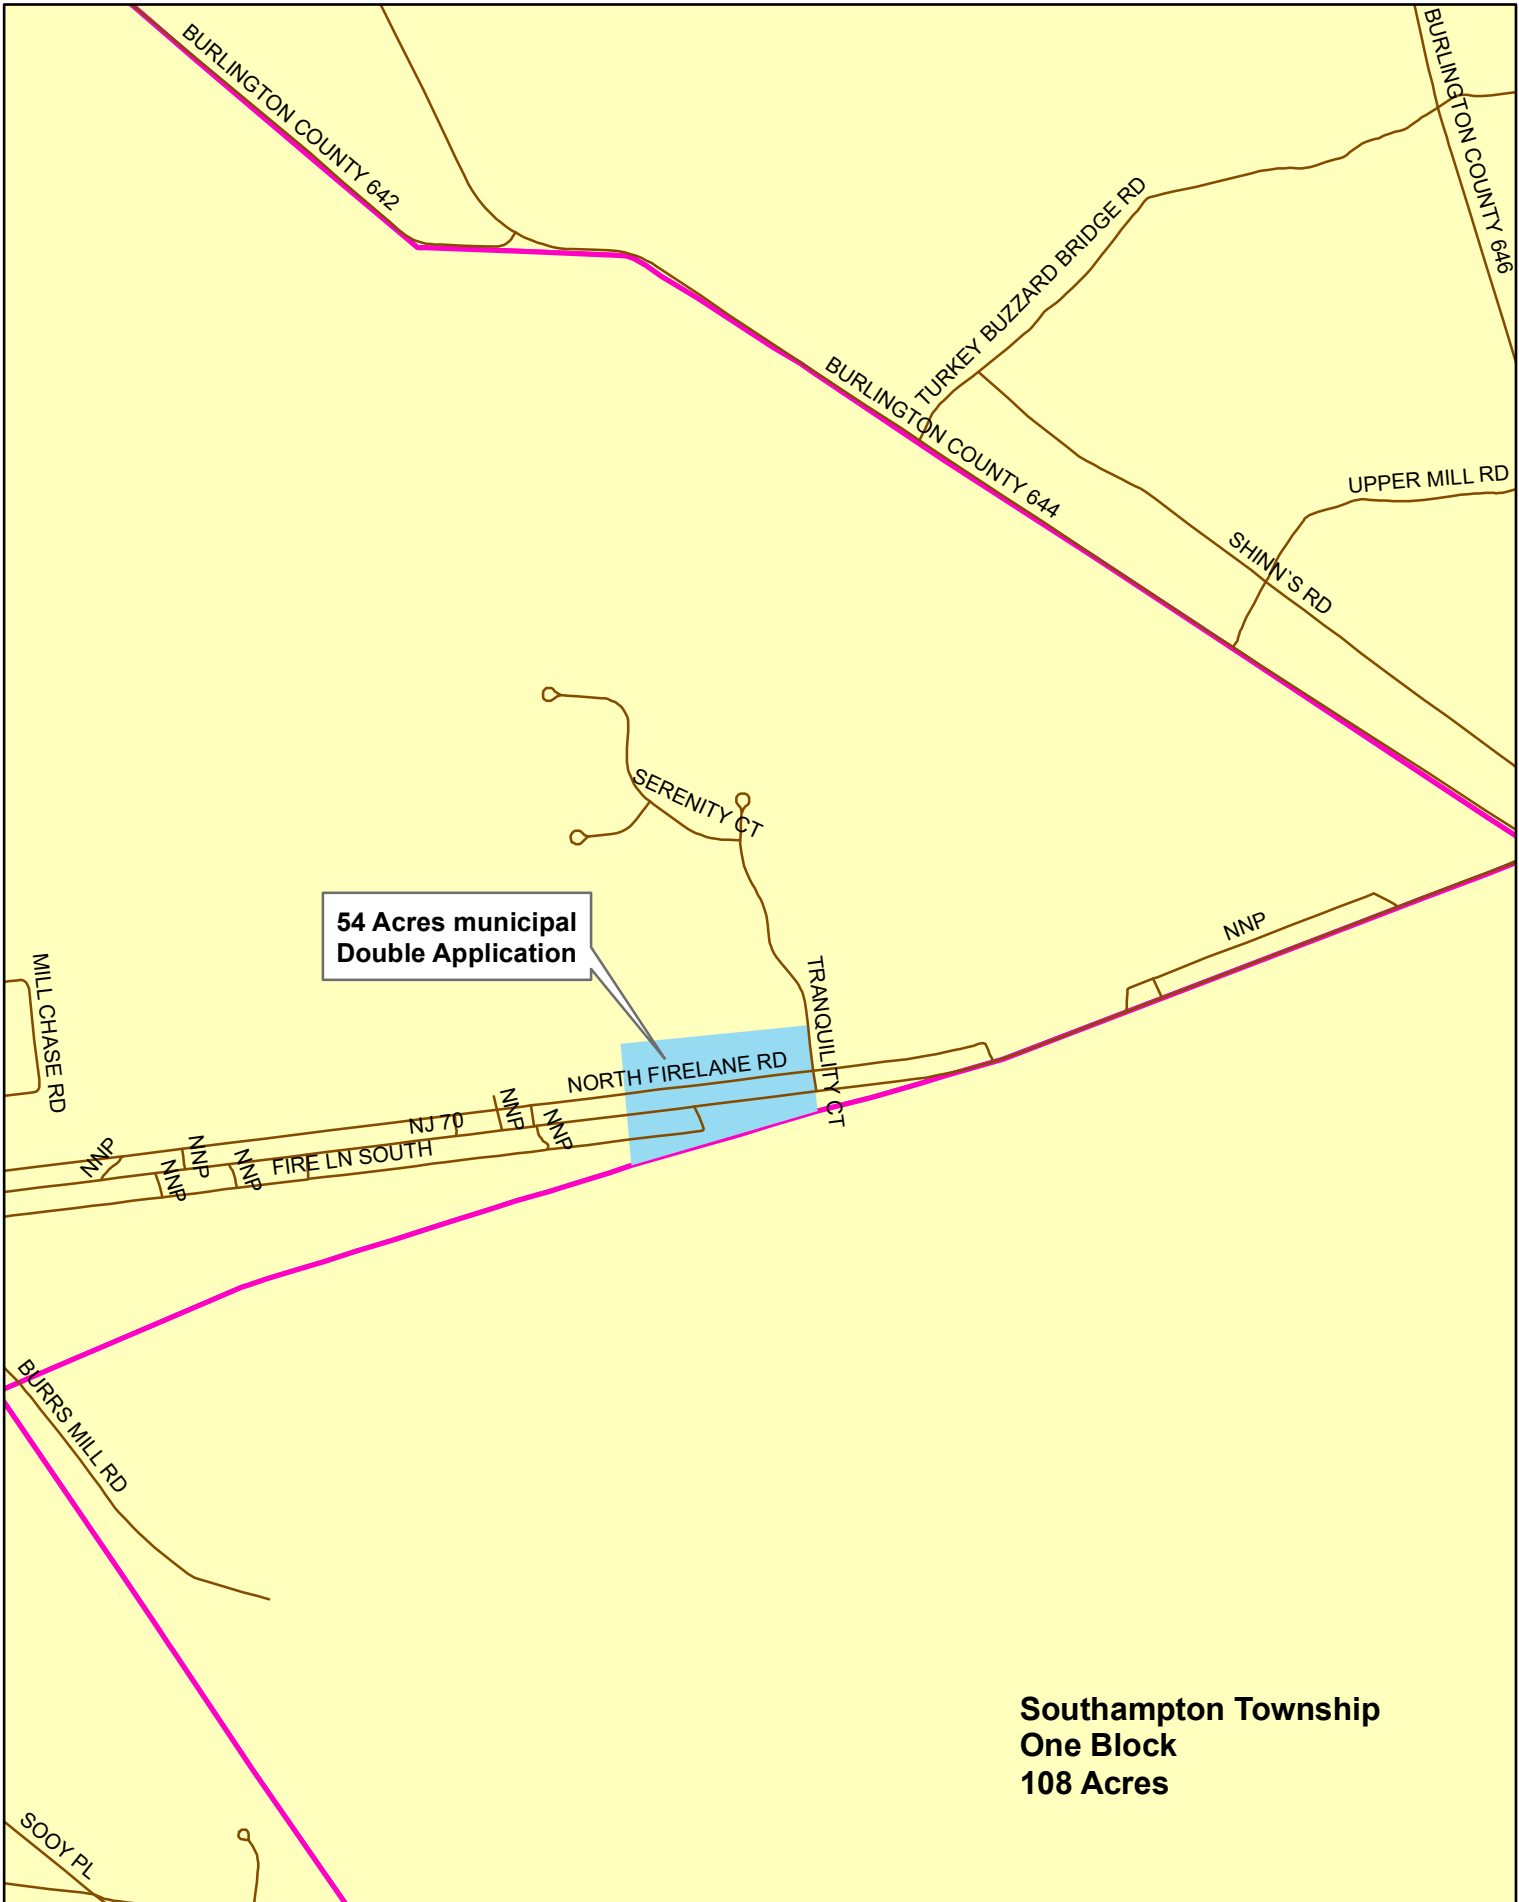 BURLINGTON COUNTY 642
BURLINGTON COUNTY 646
TURKEY BUZZARD BRIDGE RD
BURLINGTON COUNTY 644
UPPER MILL RD
SHINN`S RD
SERENITY CT
54 Acres municipal
Double Application
NNP
MILL CHASE RD
TRANQUILITY CT
NORTH FIRELANE RD
NNP
NJ 70
NNP
NNP
NNP
FIRE LN SOUTH
NNP
NNP
BURRS MILL RD
Southampton Township
One Block
108 Acres
SOOY PL